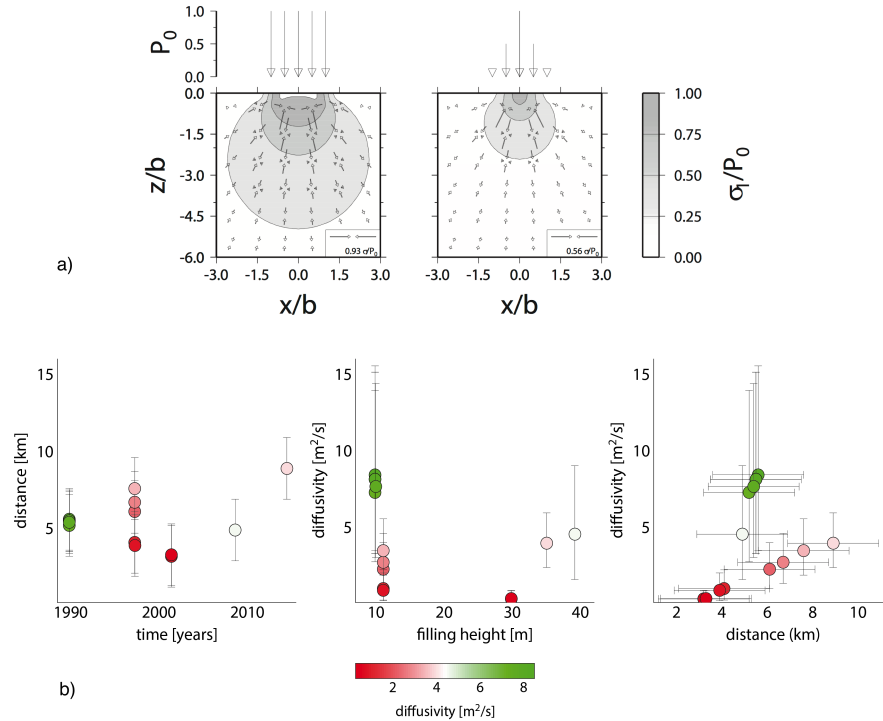 P₀
1.0
0.5
0.0
0.0
-1.5
-3.0
-4.5
-6.0
z/b
0.93 σ/P₀
0.56 σ/P₀
-3.0 -1.5 0.0 1.5 3.0
-3.0 -1.5 0.0 1.5 3.0
x/b
x/b
1.00
0.75
0.50
0.25
0.00
σI/P₀
a)
15
10
5
distance [km]
1990 2000 2010
time [years]
15
10
5
diffusivity [m²/s]
10 20 30 40
filling height [m]
15
10
5
diffusivity [m²/s]
2 4 6 8 10
distance (km)
2 4 6 8
diffusivity [m²/s]
b)